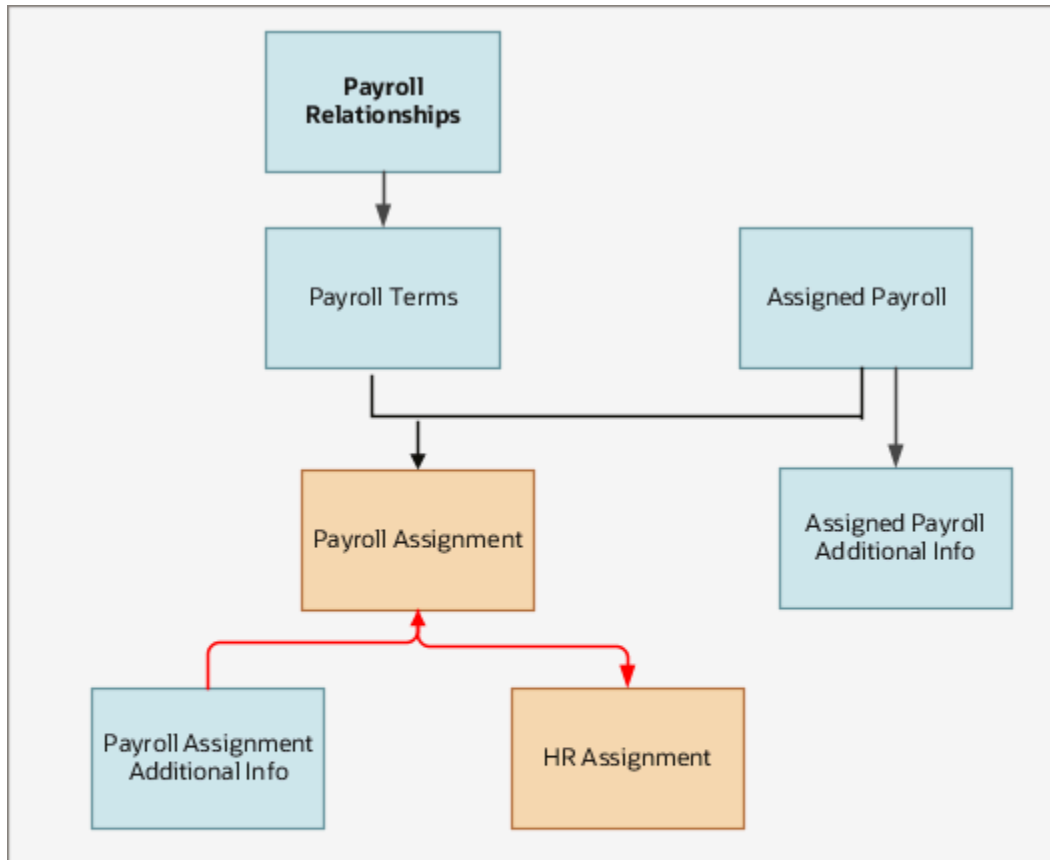 Payroll
Relationships
Payroll Terms
Assigned Payroll
Payroll Assignment
Assigned Payroll
Additional Info
Payroll Assignment
Additional Info
HR Assignment